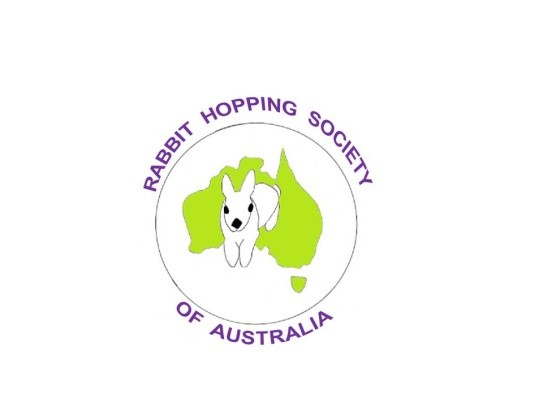 RABBIT HOPPING SOCIETY
OF AUSTRALIA